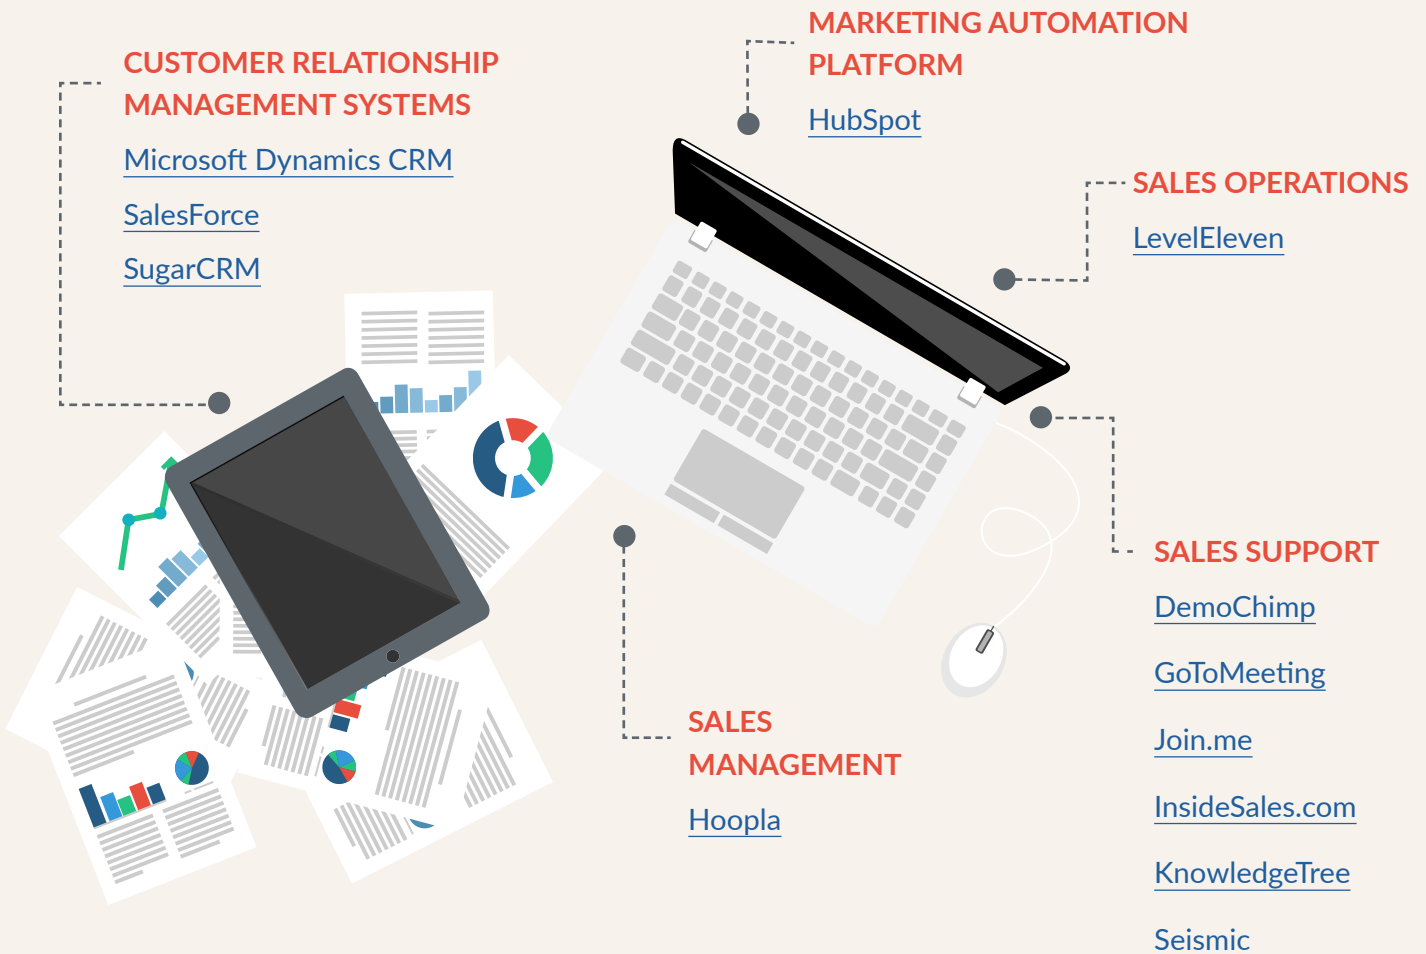 CUSTOMER RELATIONSHIP
MANAGEMENT SYSTEMS
Microsoft Dynamics CRM
SalesForce
SugarCRM
MARKETING AUTOMATION
PLATFORM
HubSpot
SALES OPERATIONS
LevelEleven
SALES SUPPORT
DemoChimp
GoToMeeting
Join.me
InsideSales.com
KnowledgeTree
Seismic
SALES
MANAGEMENT
Hoopla